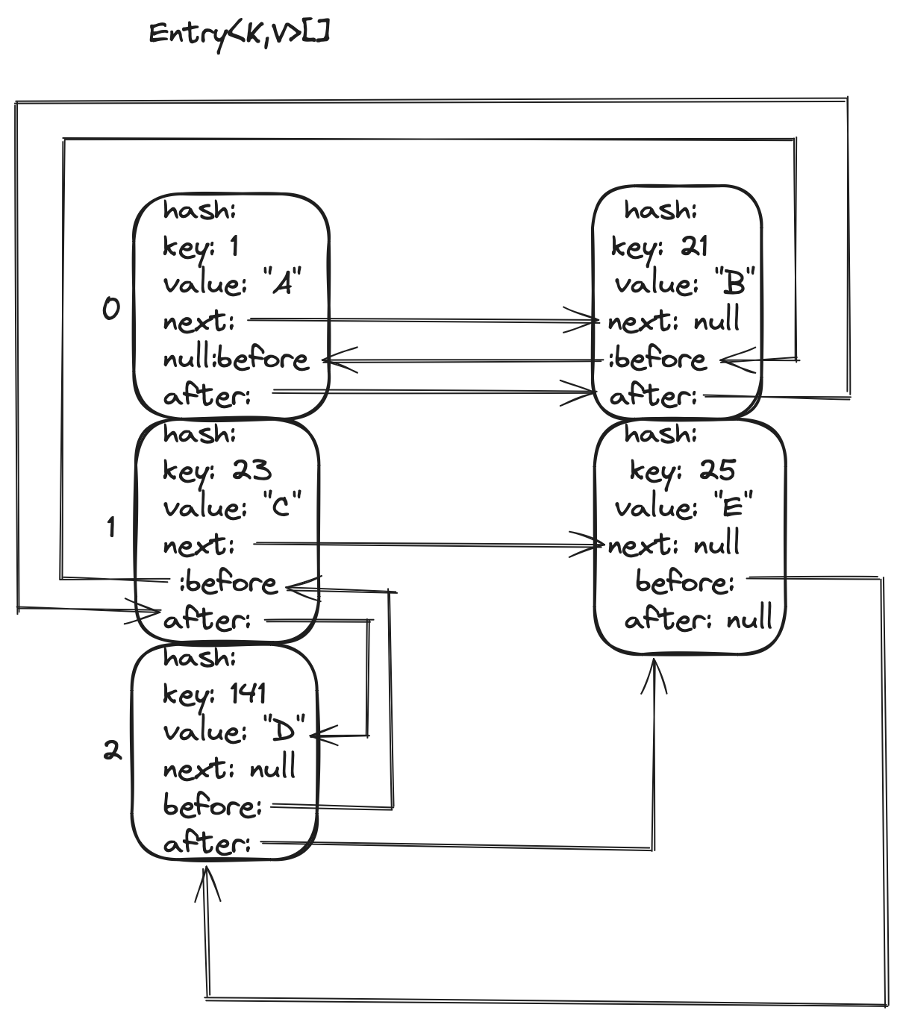 Entry<K,V>[]
0
hash:
key: 1
value: "A"
next:
null:before
after:
hash:
key: 21
value: "B"
next: null
:before
after:
1
hash:
key: 23
value: "C"
next:
:before
after:
hash:
key: 25
value: "E"
next: null
before:
after: null
2
hash:
key: 141
value: "D"
next: null
before:
after: